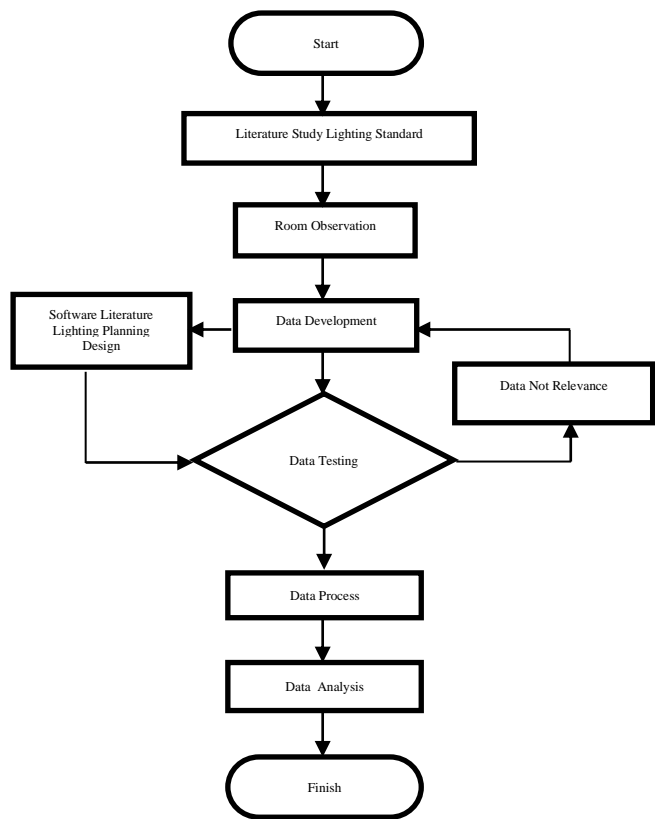 Start
Literature Study Lighting Standard
Room Observation
Software Literature
Lighting Planning
Design
Data Development
Data Not Relevance
Data Testing
Data Process
Data Analysis
Finish